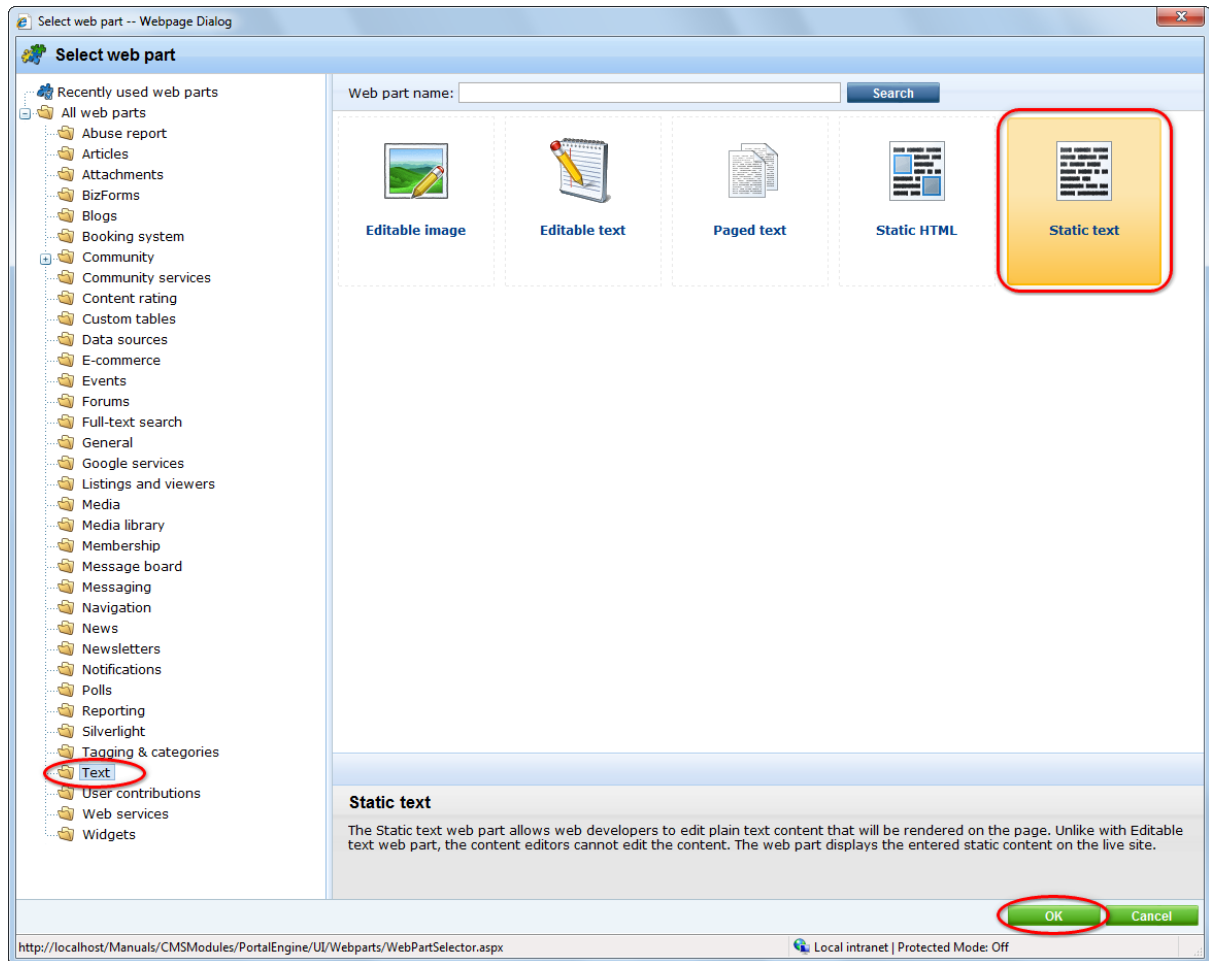 Select web part -- Webpage Dialog
Select web part
Recently used web parts
All web parts
Abuse report
Articles
Attachments
BizForms
Blogs
Booking system
Community
Community services
Content rating
Custom tables
Data sources
E-commerce
Events
Forums
Full-text search
General
Google services
Listings and viewers
Media
Media library
Membership
Message board
Messaging
Navigation
News
Newsletters
Notifications
Polls
Reporting
Silverlight
Tagging & categories
Text
User contributions
Web services
Widgets
Web part name:
Search
Editable image
Editable text
Paged text
Static HTML
Static text
Static text
The Static text web part allows web developers to edit plain text content that will be rendered on the page. Unlike with Editable
text web part, the content editors cannot edit the content. The web part displays the entered static content on the live site.
OK
Cancel
http://localhost/Manuals/CMSModules/PortalEngine/UI/Webparts/WebPartSelector.aspx
Local intranet | Protected Mode: Off